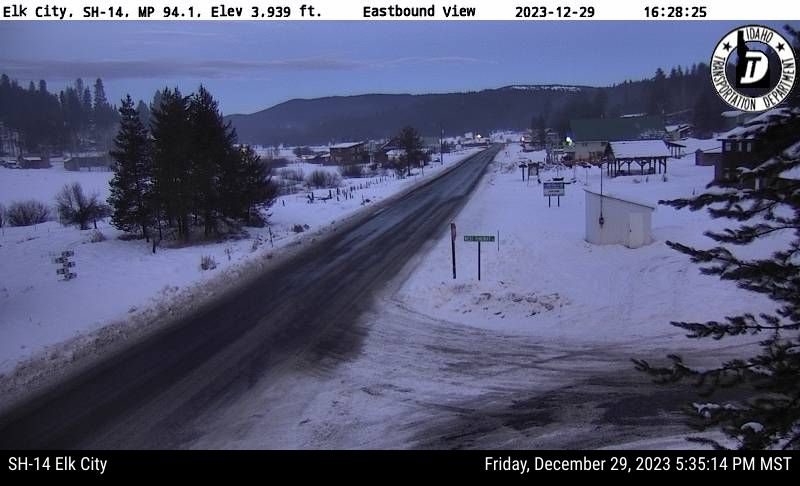 Elk City, SH-14, MP 94.1, Elev 3,939 ft. Eastbound View 2023-12-29 16:28:25
IDAHO
TRANSPORTATION DEPARTMENT
SH-14 Elk City
Friday, December 29, 2023 5:35:14 PM MST